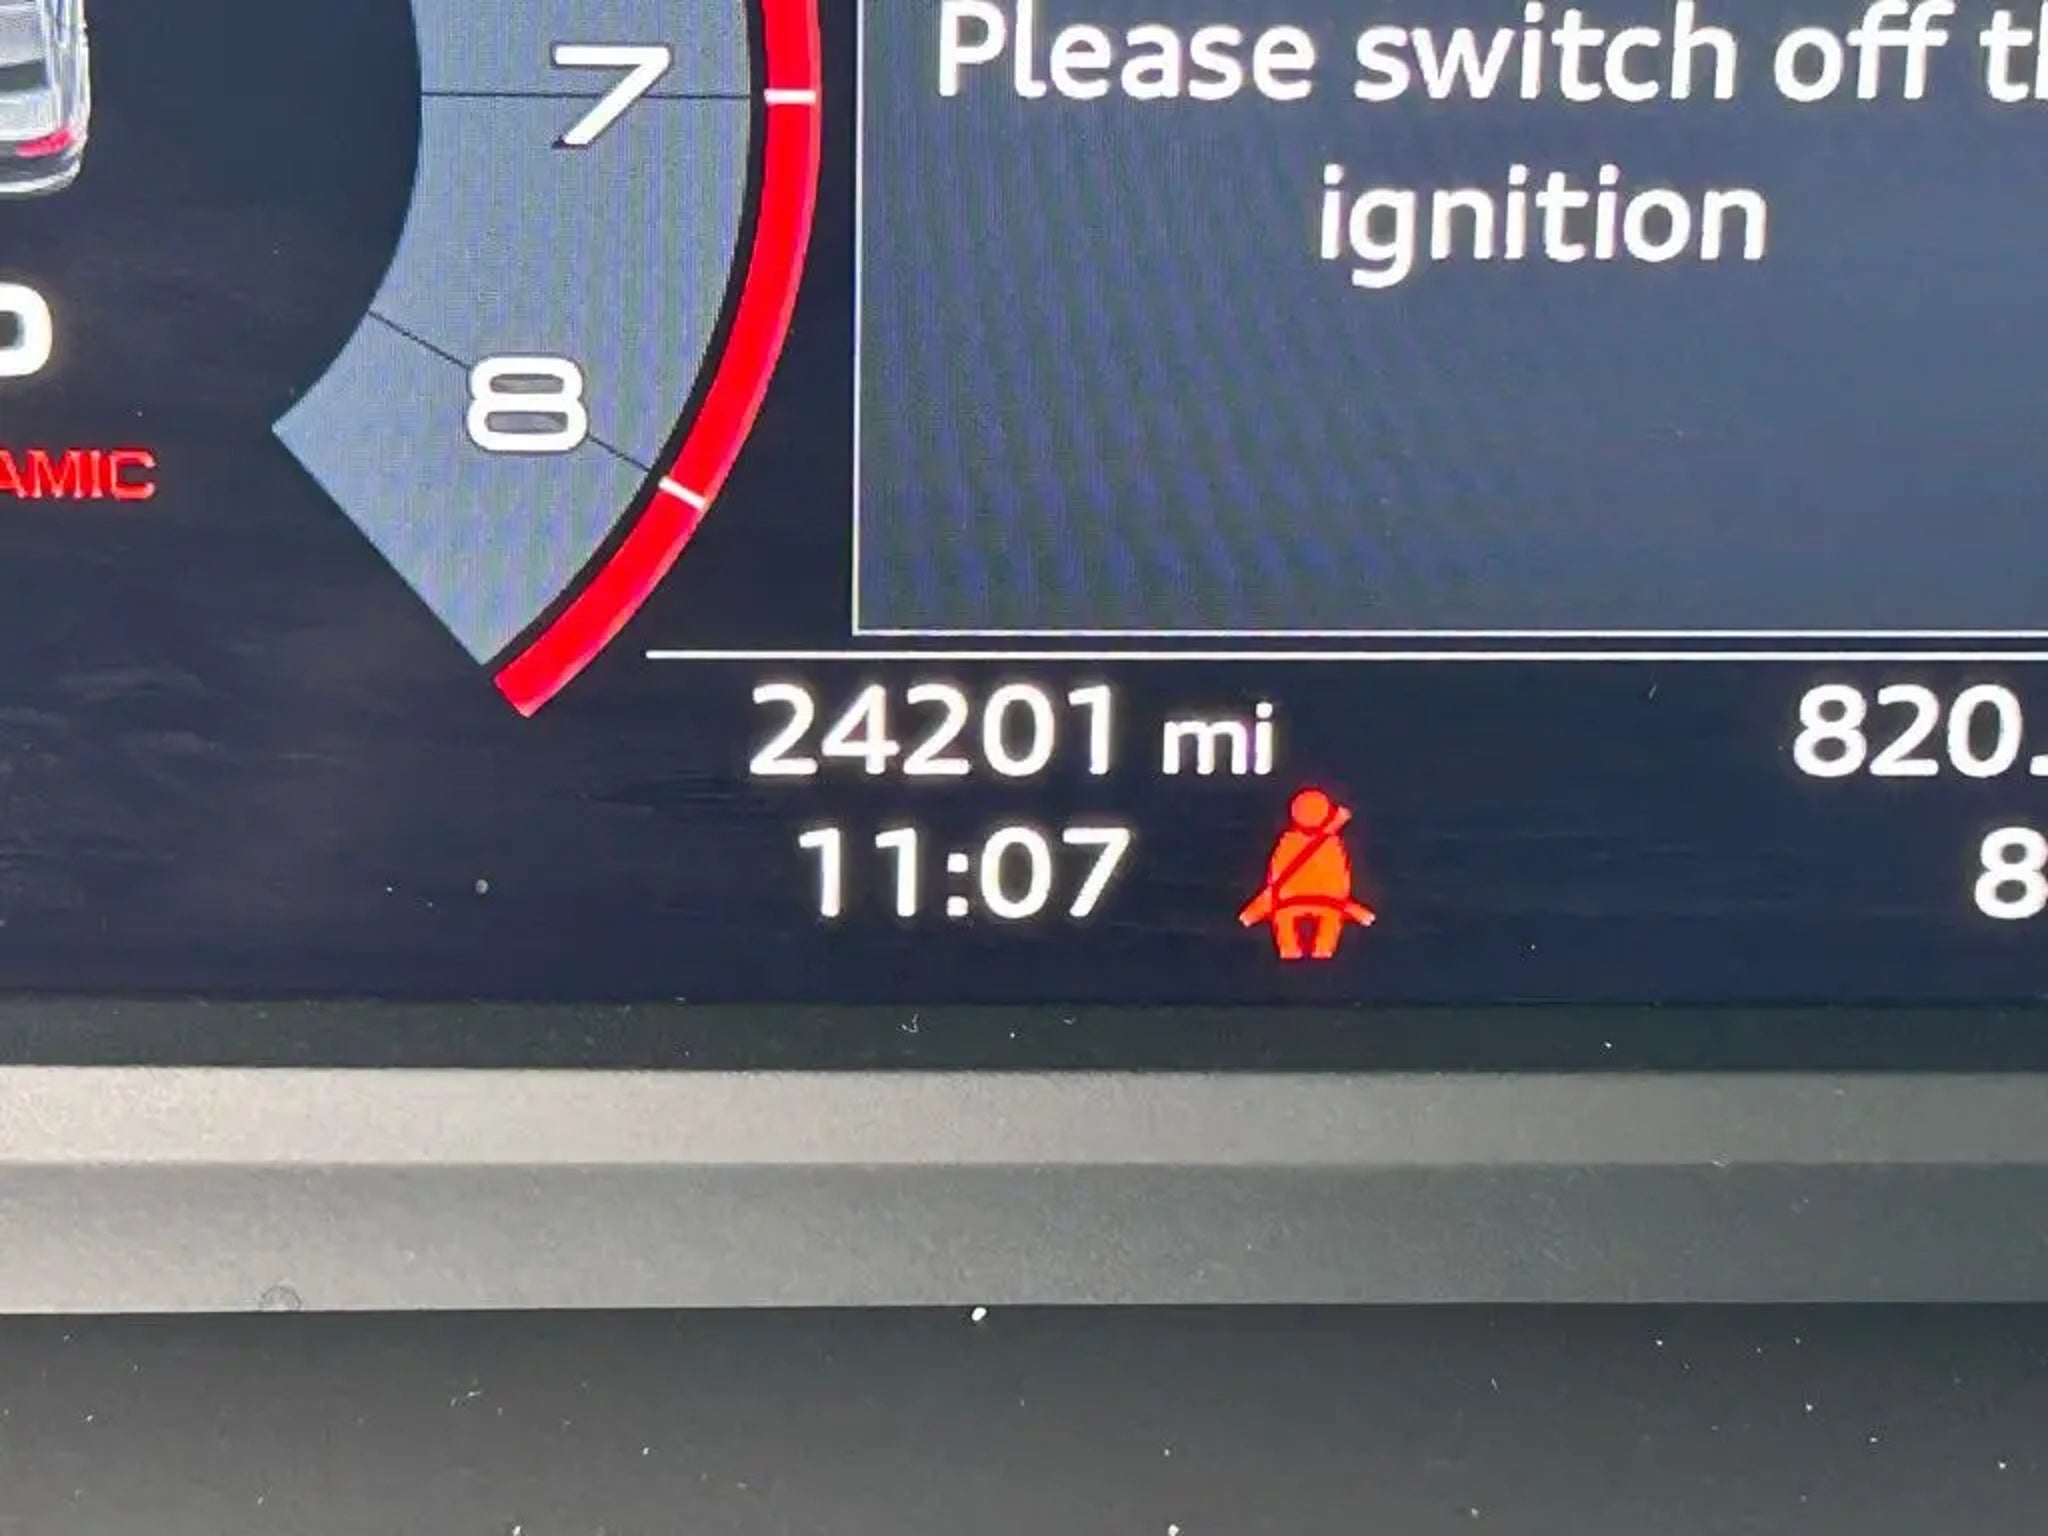 Please switch off th
ignition
7
8
AMIC
24201 mi
820.
11:07
8